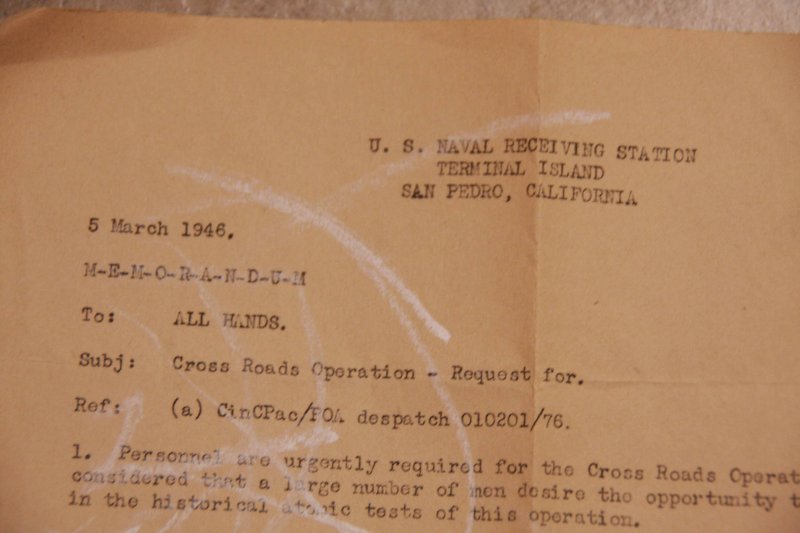 U. S. NAVAL RECEIVING STATION
TERMINAL ISLAND
SAN PEDRO, CALIFORNIA
5 March 1946.
M-E-M-O-R-A-N-D-U-M
To: ALL HANDS.
Subj: Cross Roads Operation - Request for.
Ref: (a) CinCPac/POA despatch 010201/76.
1. Personnel are urgently required for the Cross Roads Operat
considered that a large number of men desire the opportunity t
in the historical atomic tests of this operation.